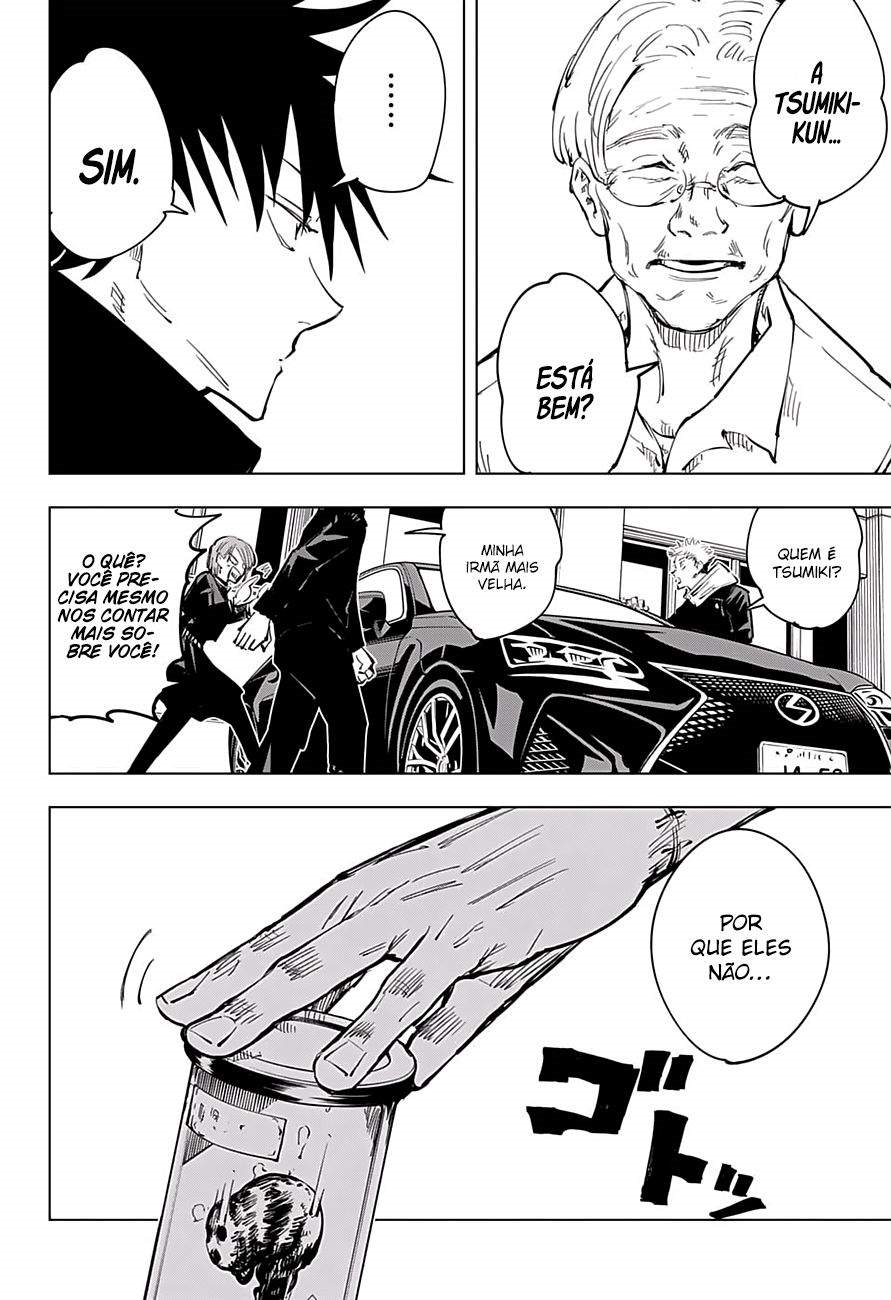 A
TSUMIKI-
KUN...
ESTÁ
BEM?
......
SIM.
QUEM É
TSUMIKI?
MINHA
IRMÃ MAIS
VELHA.
O QUÊ?
VOCÊ PRE-
CISA MESMO
NOS CONTAR
MAIS SO-
BRE VOCÊ!
POR
QUE ELES
NÃO...
ゴトッ